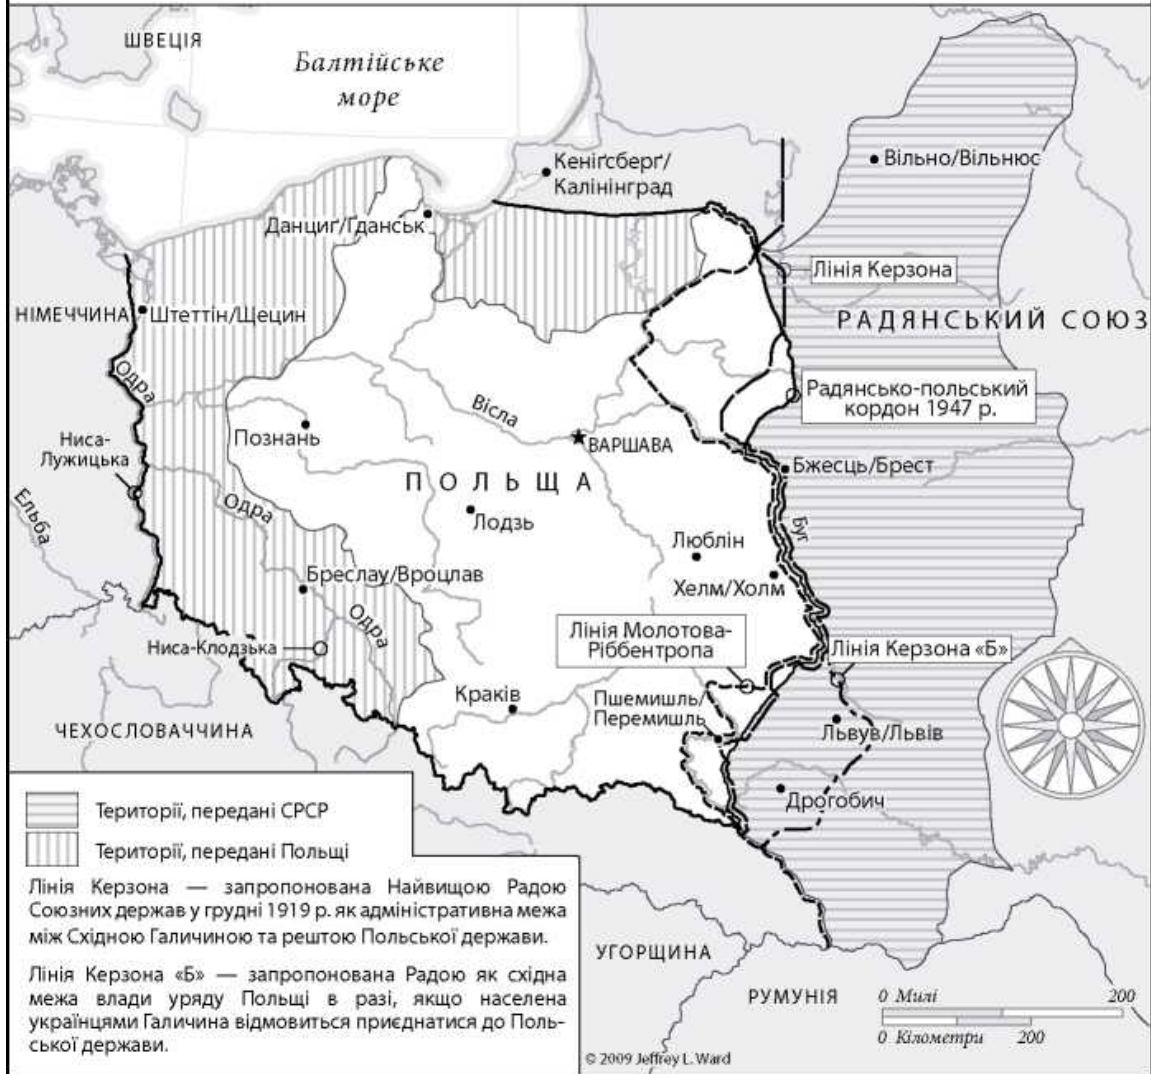 ШВЕЦІЯ
Балтійське
море
Кеніґсберґ/
Калінінград
Вільно/Вільнюс
Данциґ/Ґданськ
Лінія Керзона
НІМЕЧЧИНА
Штеттін/Щецин
РАДЯНСЬКИЙ СОЮЗ
Одра
Радянсько-польський
кордон 1947 р.
Вісла
Ниса-
Лужицька
Познань
ВАРШАВА
Бжесць/Брест
ПОЛЬЩА
Ельба
Одра
Лодзь
Буг
Люблін
Хелм/Холм
Бреслау/Вроцлав
Одра
Лінія Молотова-
Ріббентропа
Лінія Керзона «Б»
Ниса-Клодзька
Краків
Пшемишль/
Перемишль
ЧЕХОСЛОВАЧЧИНА
Львув/Львів
Дрогобич
Території, передані СРСР
Території, передані Польщі
Лінія Керзона — запропонована Найвищою Радою
Союзних держав у грудні 1919 р. як адміністративна межа
між Східною Галичиною та рештою Польської держави.
Лінія Керзона «Б» — запропонована Радою як східна
межа влади уряду Польщі в разі, якщо населена
українцями Галичина відмовиться приєднатися до Поль-
ської держави.
УГОРЩИНА
РУМУНІЯ
0 Милі 200
0 Кілометри 200
© 2009 Jeffrey L. Ward